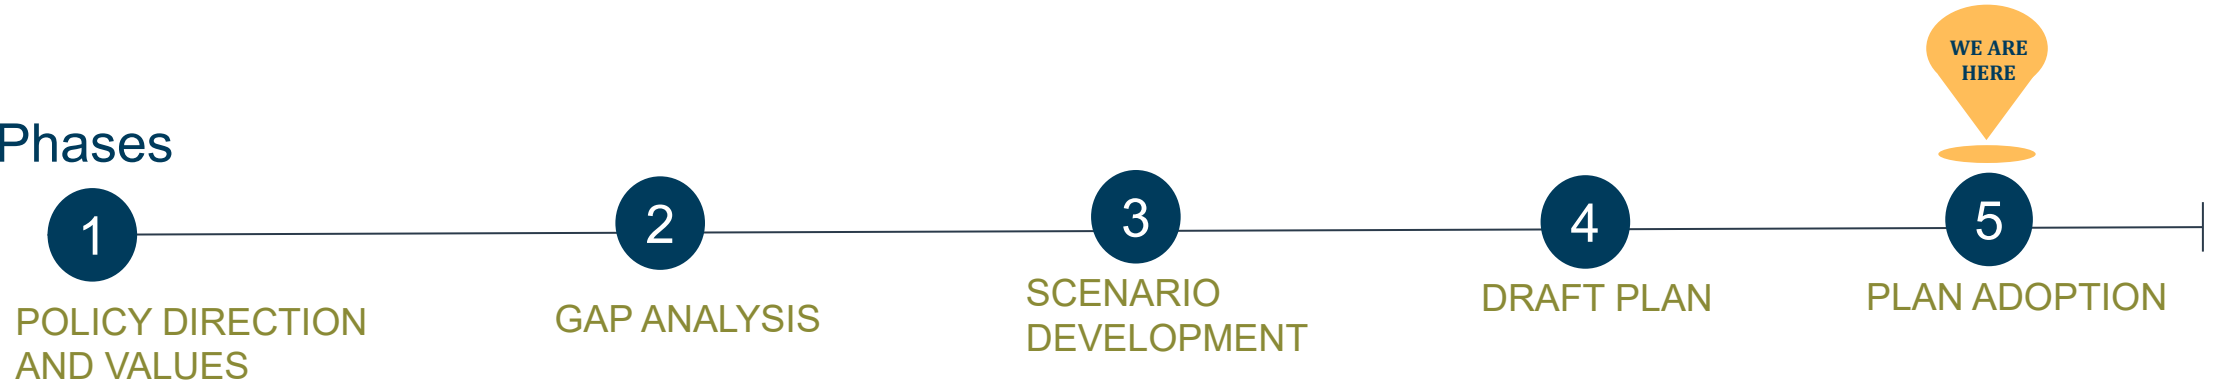 WE ARE
HERE
Phases
1
2
3
4
5
POLICY DIRECTION
AND VALUES
GAP ANALYSIS
SCENARIO
DEVELOPMENT
DRAFT PLAN
PLAN ADOPTION